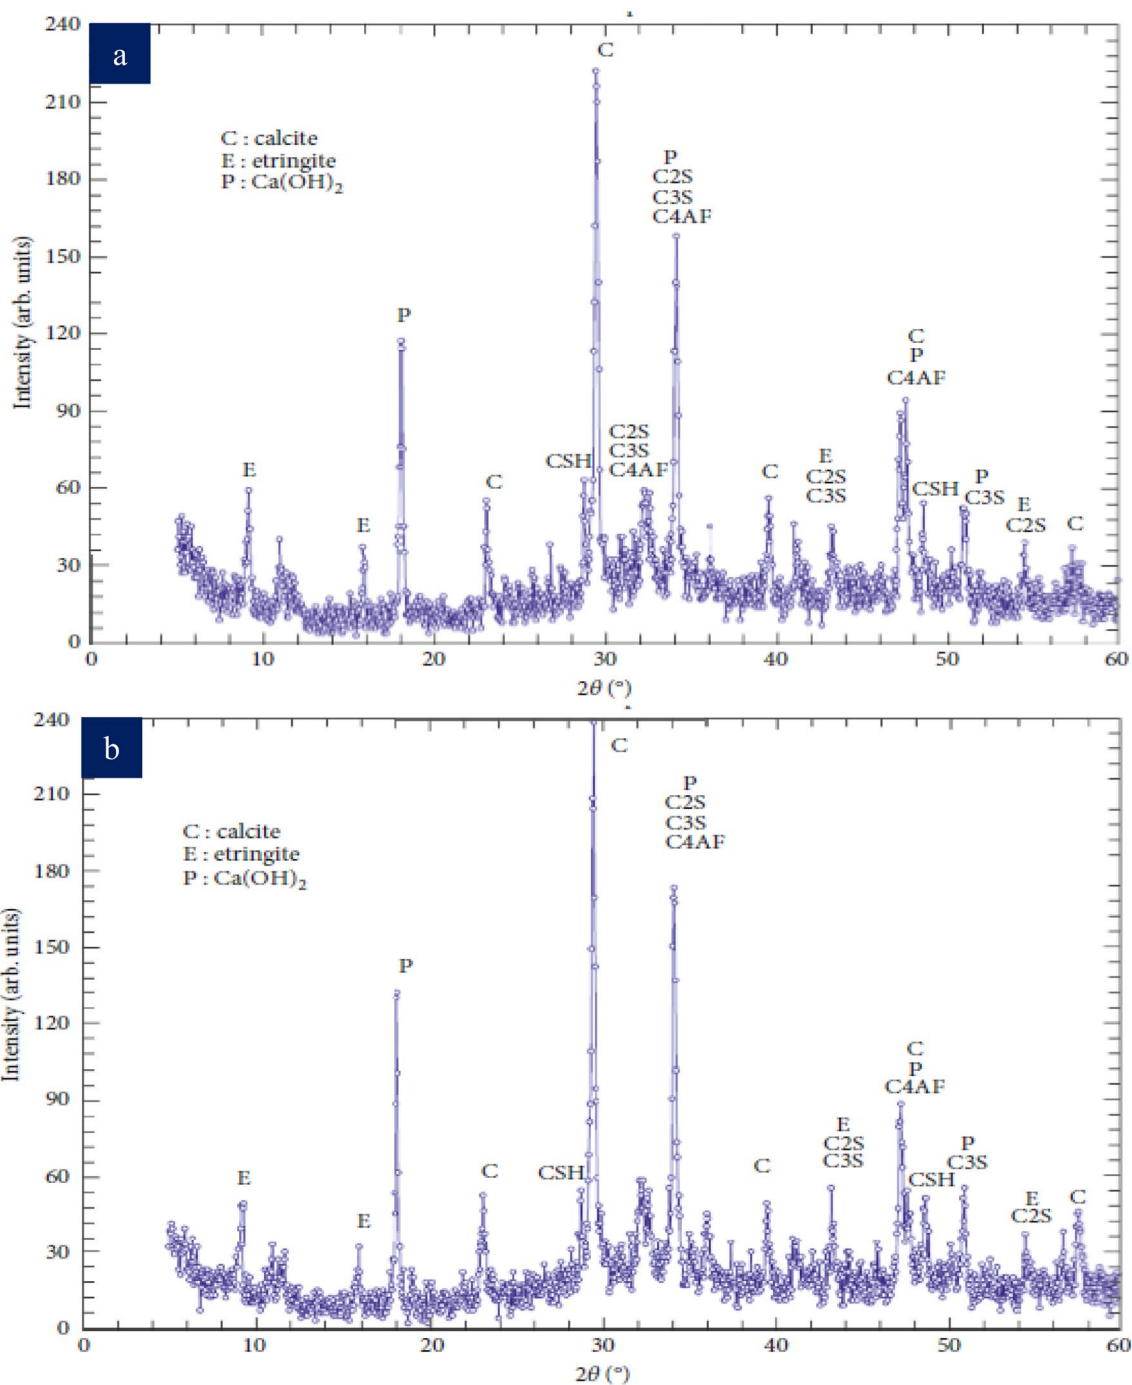 a
240
210
180
150
120
90
60
30
0
Intensity (arb. units)
C : calcite
E : etringite
P : Ca(OH)2
E
E
P
C
CSH
C
C2S
C3S
C4AF
P
C2S
C3S
C4AF
C
E
C2S
C3S
C
P
C4AF
CSH
P
C3S
E
C2S
C
0 10 20 30 40 50 60
2θ (°)
b
240
210
180
150
120
90
60
30
0
Intensity (arb. units)
C : calcite
E : etringite
P : Ca(OH)2
E
E
P
C
CSH
C
P
C2S
C3S
C4AF
C
E
C2S
C3S
C
P
C4AF
CSH
P
C3S
E
C2S
C
0 10 20 30 40 50 60
2θ (°)